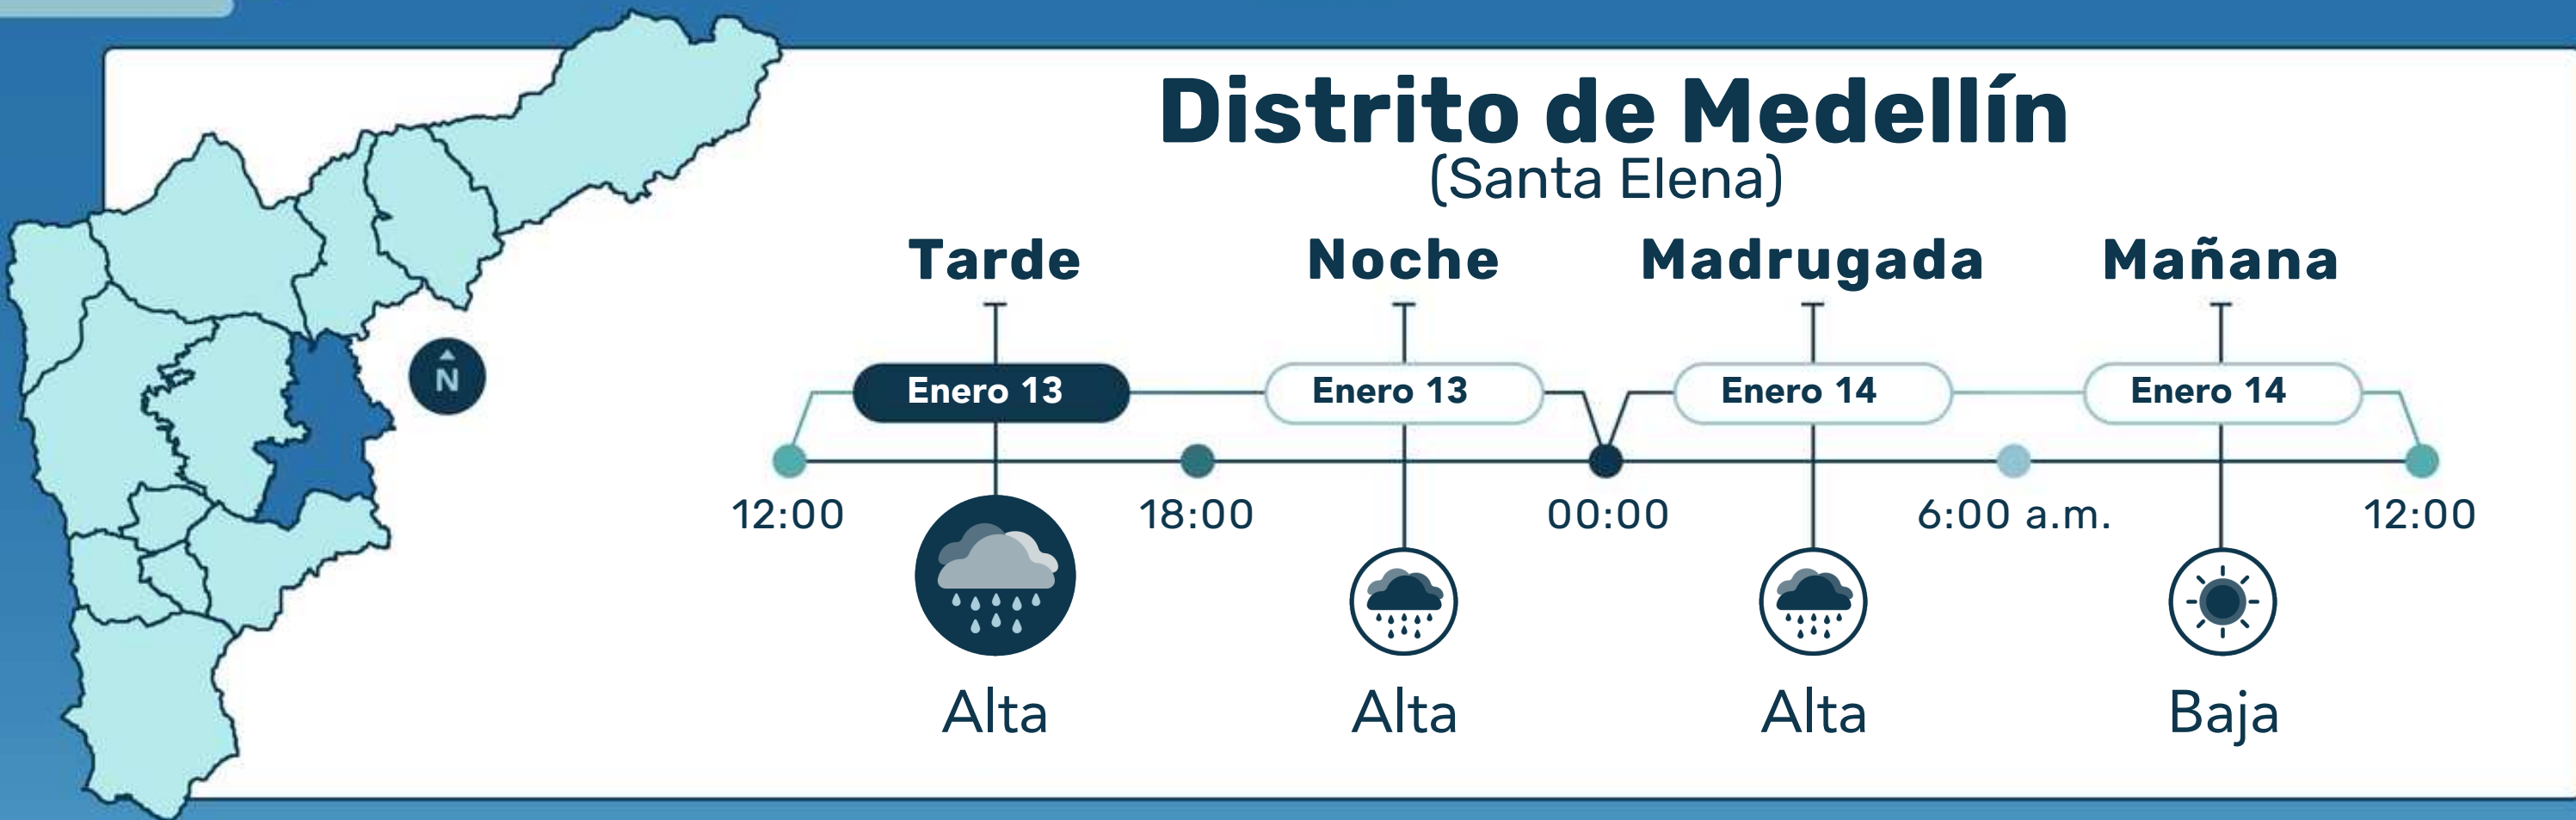 Distrito de Medellín
(Santa Elena)
Tarde Noche Madrugada Mañana
N
Enero 13 Enero 13 Enero 14 Enero 14
12:00 18:00 00:00 6:00 a.m. 12:00
Alta Alta Alta Baja